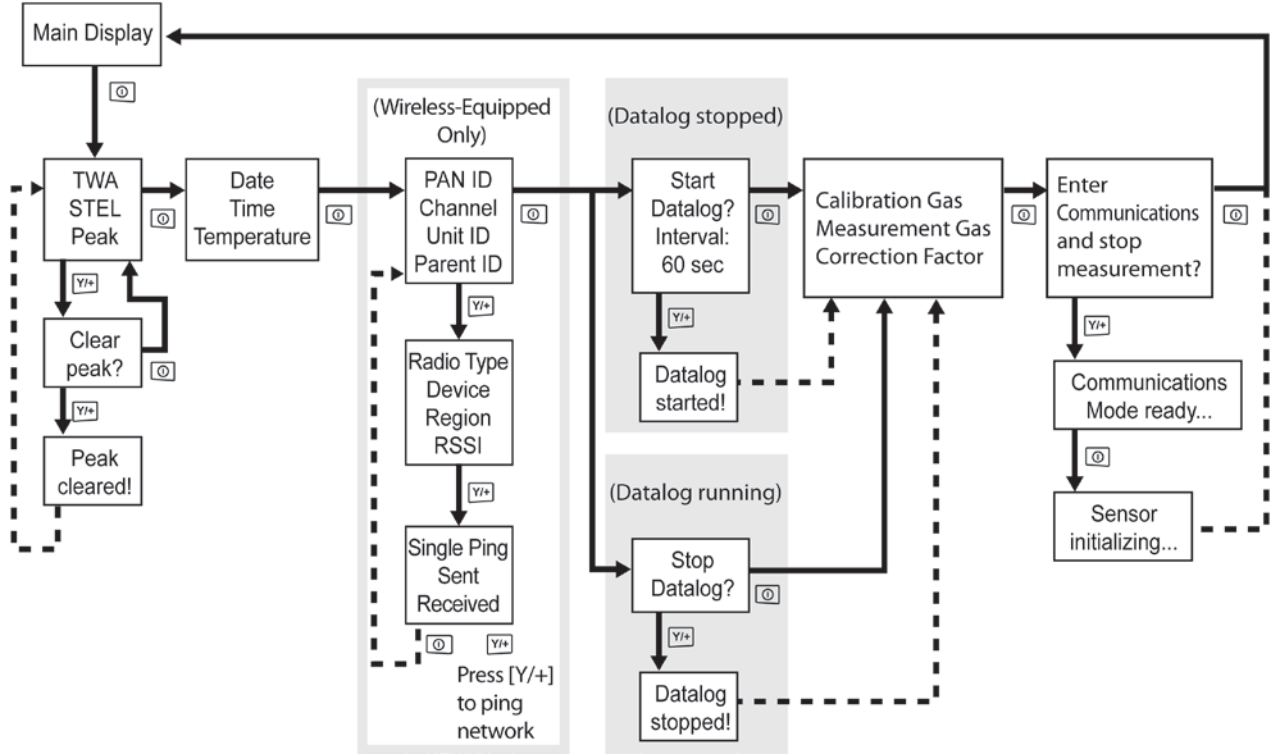 Main Display
TWA
STEL
Peak
Y/+
Clear
peak?
Y/+
Peak
cleared!
Date
Time
Temperature
(Wireless-Equipped
Only)
PAN ID
Channel
Unit ID
Parent ID
Y/+
Radio Type
Device
Region
RSSI
Y/+
Single Ping
Sent
Received
Y/+
Press [Y/+]
to ping
network
(Datalog stopped)
Start
Datalog?
Interval:
60 sec
Y/+
Datalog
started!
(Datalog running)
Stop
Datalog?
Y/+
Datalog
stopped!
Calibration Gas
Measurement Gas
Correction Factor
Enter
Communications
and stop
measurement?
Y/+
Communications
Mode ready...
Sensor
initializing...